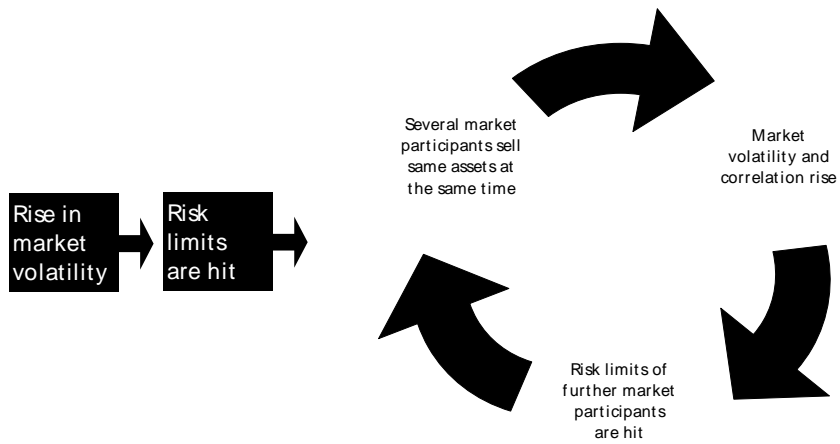 Rise in
market
volatility
Risk
limits
are hit
Several market
participants sell
same assets at
the same time
Market
volatility and
correlation rise
Risk limits of
further market
participants
are hit